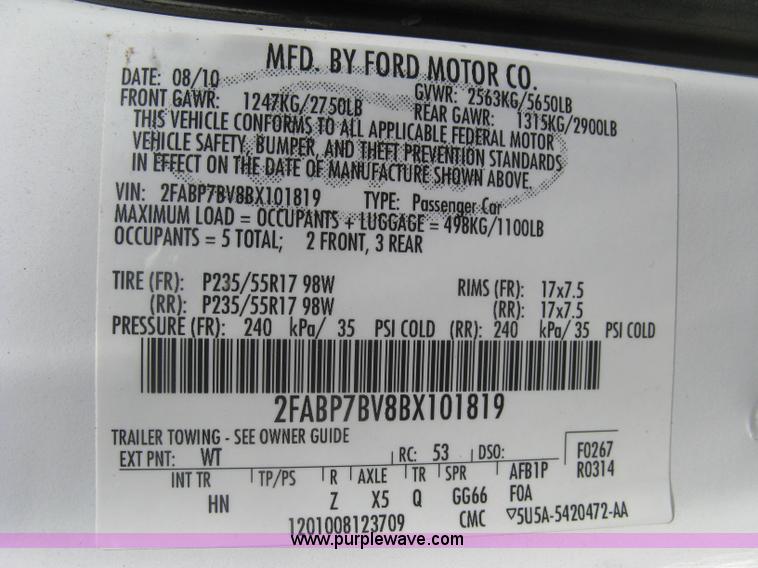 MFD. BY FORD MOTOR CO.
DATE: 08/10 GVWR: 2563KG/5650LB
FRONT GAWR: 1247KG/2750LB REAR GAWR: 1315KG/2900LB
THIS VEHICLE CONFORMS TO ALL APPLICABLE FEDERAL MOTOR
VEHICLE SAFETY, BUMPER, AND THEFT PREVENTION STANDARDS
IN EFFECT ON THE DATE OF MANUFACTURE SHOWN ABOVE.
VIN: 2FABP7BV8BX101819 TYPE: Passenger Car
MAXIMUM LOAD = OCCUPANTS + LUGGAGE = 498KG/1100LB
OCCUPANTS = 5 TOTAL; 2 FRONT, 3 REAR
TIRE (FR): P235/55R17 98W RIMS (FR): 17x7.5
(RR): P235/55R17 98W (RR): 17x7.5
PRESSURE (FR): 240 kPa/ 35 PSI COLD (RR): 240 kPa/ 35 PSI COLD
2FABP7BV8BX101819
TRAILER TOWING - SEE OWNER GUIDE
EXT PNT: WT RC: 53 DSO: F0267
INT TR TP/PS R AXLE TR SPR AFB1P R0314
HN Z X5 Q GG66 FOA
1201008123709 CMC ▽5U5A-5420472-AA
www.purplewave.com